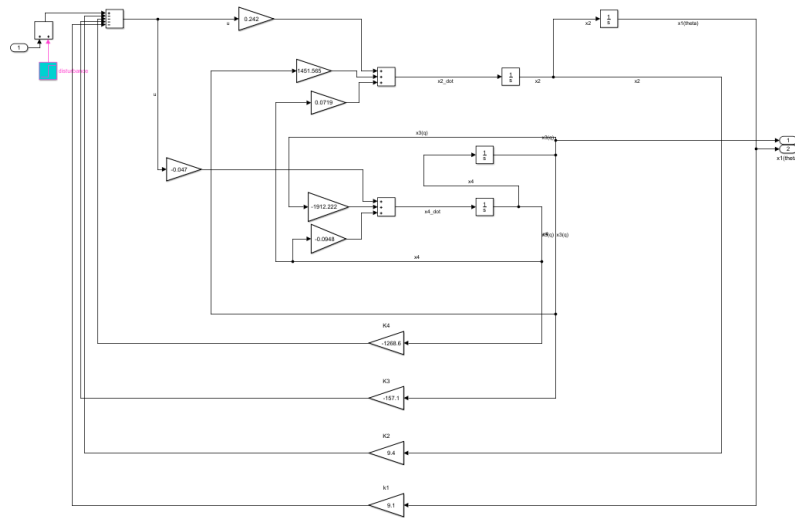 1
disturbance
u
0.242
1451.565
0.0719
x2_dot
1
s
x2
x2
1
s
x1(theta)
x2
u
-0.047
x3(q)
x3(q)
1
s
x4
-1912.222
-0.0948
x4_dot
1
s
x3(q)
x4
1
2
x1(theta
K4
-1268.6
K3
-157.1
K2
9.4
k1
9.1